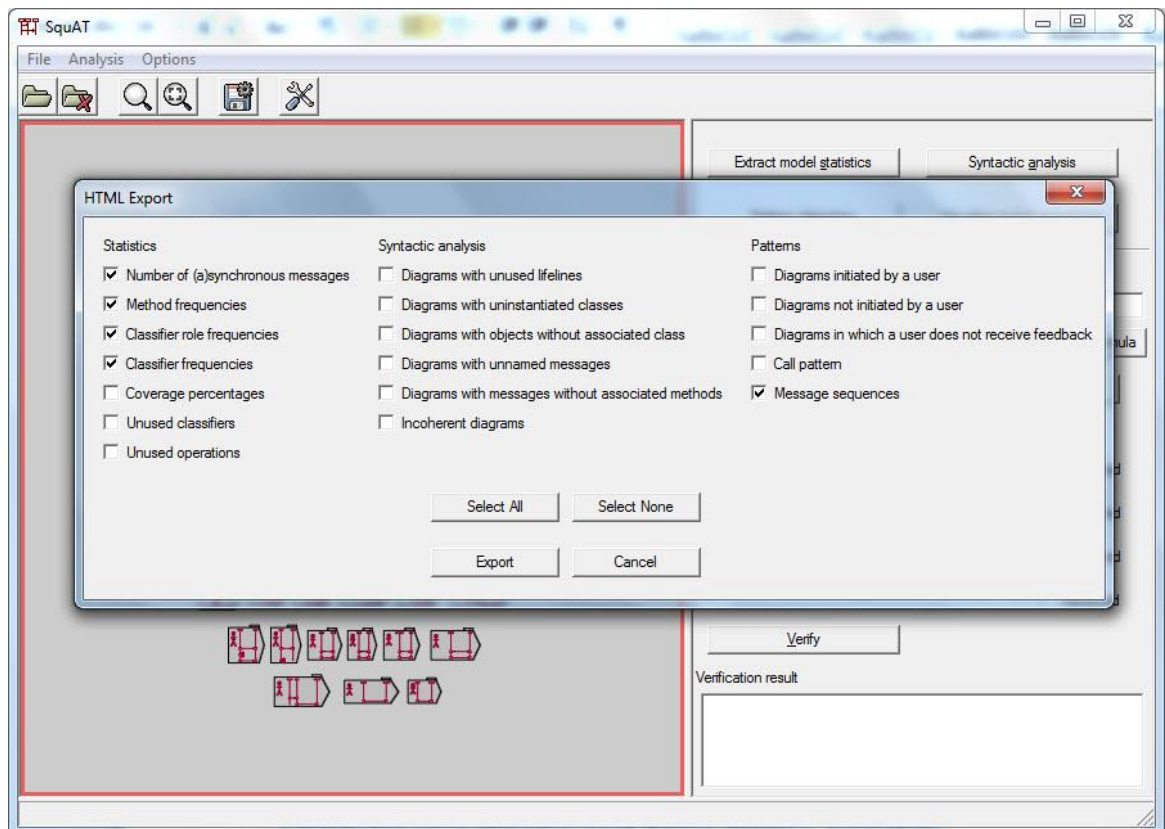 SquAT
File Analysis Options
Extract model statistics
Syntactic analysis
HTML Export
Statistics
Number of (a)synchronous messages
Method frequencies
Classifier role frequencies
Classifier frequencies
Coverage percentages
Unused classifiers
Unused operations
Syntactic analysis
Diagrams with unused lifelines
Diagrams with uninstantiated classes
Diagrams with objects without associated class
Diagrams with unnamed messages
Diagrams with messages without associated methods
Incoherent diagrams
Patterns
Diagrams initiated by a user
Diagrams not initiated by a user
Diagrams in which a user does not receive feedback
Call pattern
Message sequences
Select All
Select None
Export
Cancel
Verify
Verification result